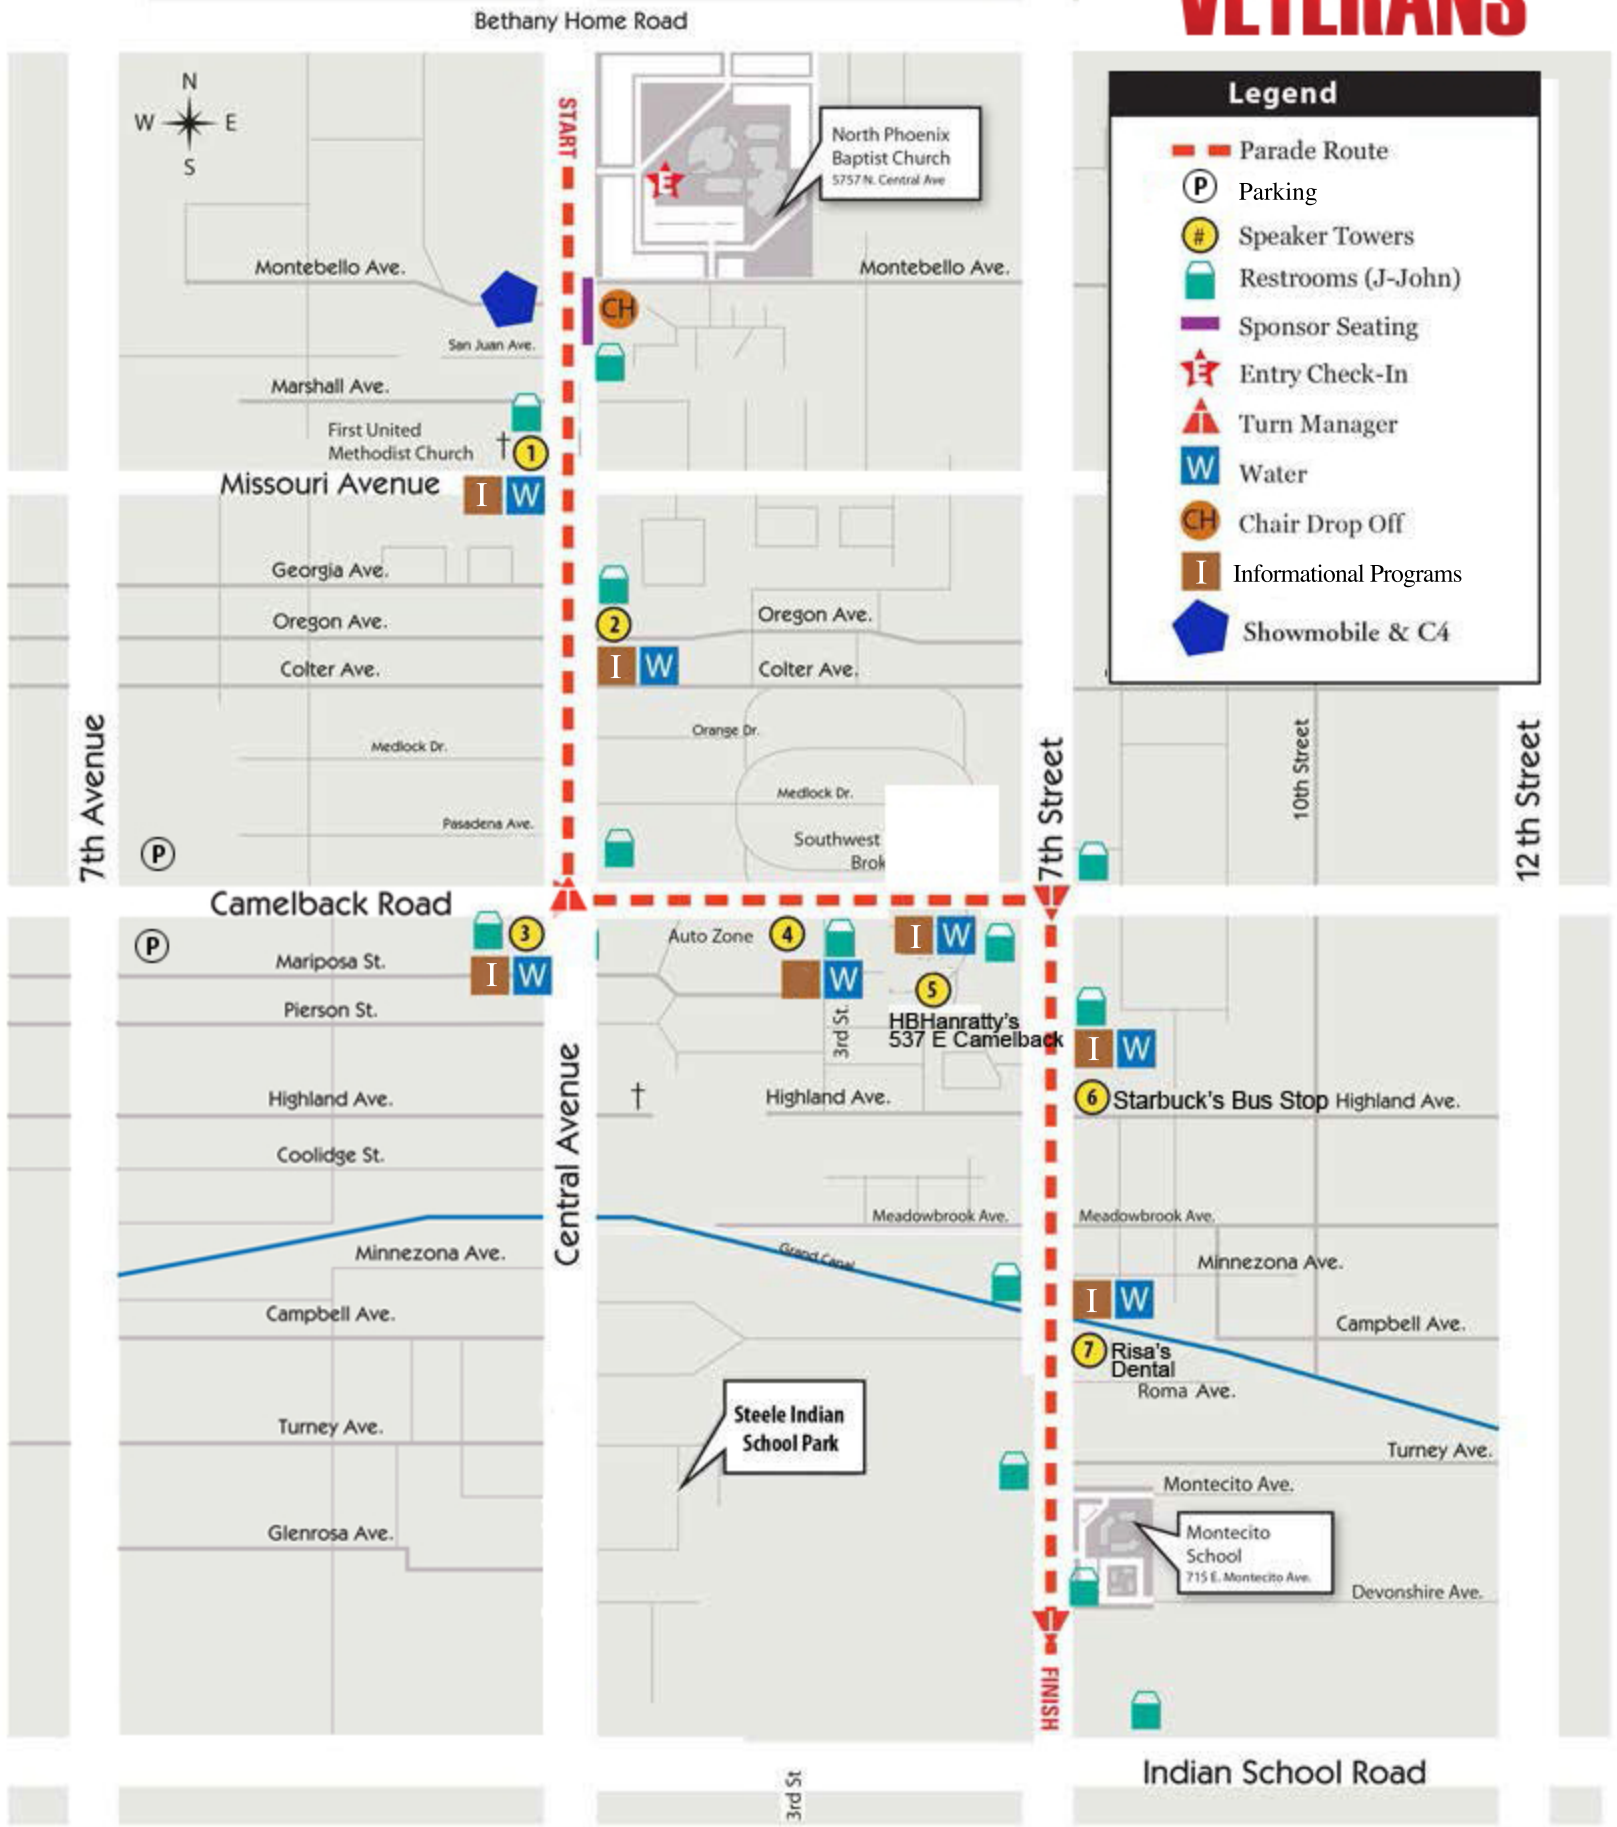 VETERANS
Bethany Home Road
N
W E
S
START
North Phoenix
Baptist Church
5757 N. Central Ave
E
Legend
Parade Route
P Parking
# Speaker Towers
Restrooms (J-John)
Sponsor Seating
E Entry Check-In
Turn Manager
W Water
CH Chair Drop Off
I Informational Programs
Showmobile & C4
Montebello Ave.
Montebello Ave.
CH
San Juan Ave.
Marshall Ave.
First United
Methodist Church
1
Missouri Avenue
I W
Georgia Ave.
Oregon Ave.
2
Oregon Ave.
Colter Ave.
I W
Colter Ave.
Orange Dr.
Medlock Dr.
Medlock Dr.
Pasadena Ave.
Southwest
Brok
7th Avenue
7th Street
10th Street
12th Street
P
Camelback Road
P
3
Auto Zone
4
I W
Mariposa St.
I W
W
5
Pierson St.
3rd St.
HBHanratty's
537 E Camelback
I W
Highland Ave.
Highland Ave.
6 Starbuck's Bus Stop Highland Ave.
Coolidge St.
Central Avenue
Meadowbrook Ave.
Meadowbrook Ave.
Minnezona Ave.
Grand Canal
Minnezona Ave.
I W
Campbell Ave.
Campbell Ave.
7 Risa's
Dental
Roma Ave.
Steele Indian
School Park
Turney Ave.
Turney Ave.
Montecito Ave.
Glenrosa Ave.
Montecito
School
715 E. Montecito Ave.
Devonshire Ave.
FINISH
Indian School Road
3rd St